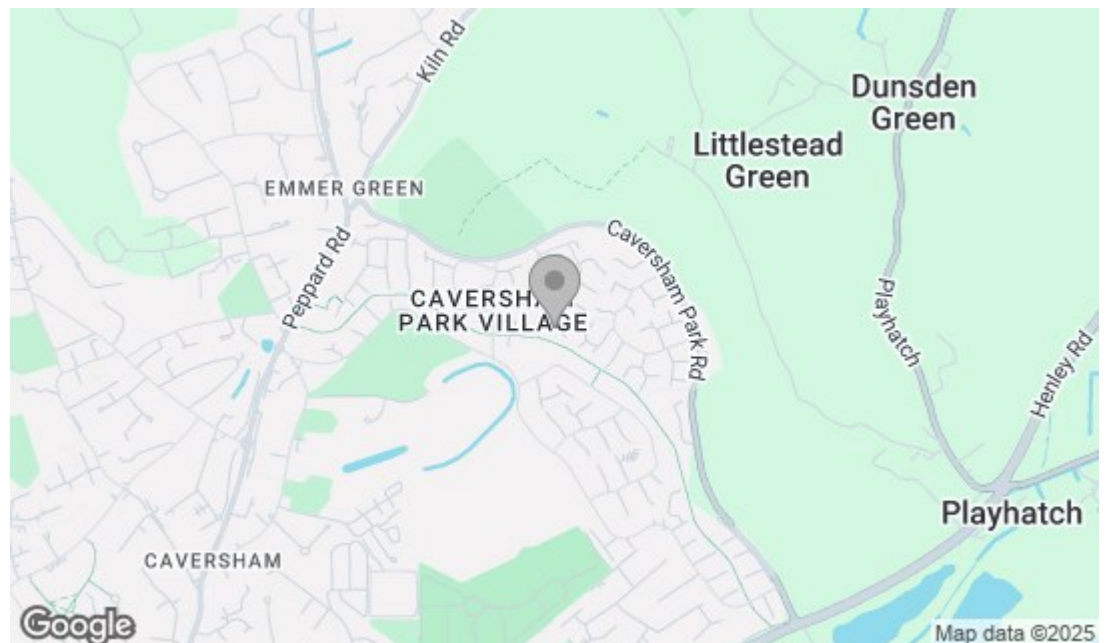 Kiln Rd
Dunsden
Green
Littlestead
Green
EMMER GREEN
Peppard Rd
Caversham Park Rd
CAVERSHAM
PARK VILLAGE
Playhatch
Henley Rd
Playhatch
CAVERSHAM
Google
Map data ©2025